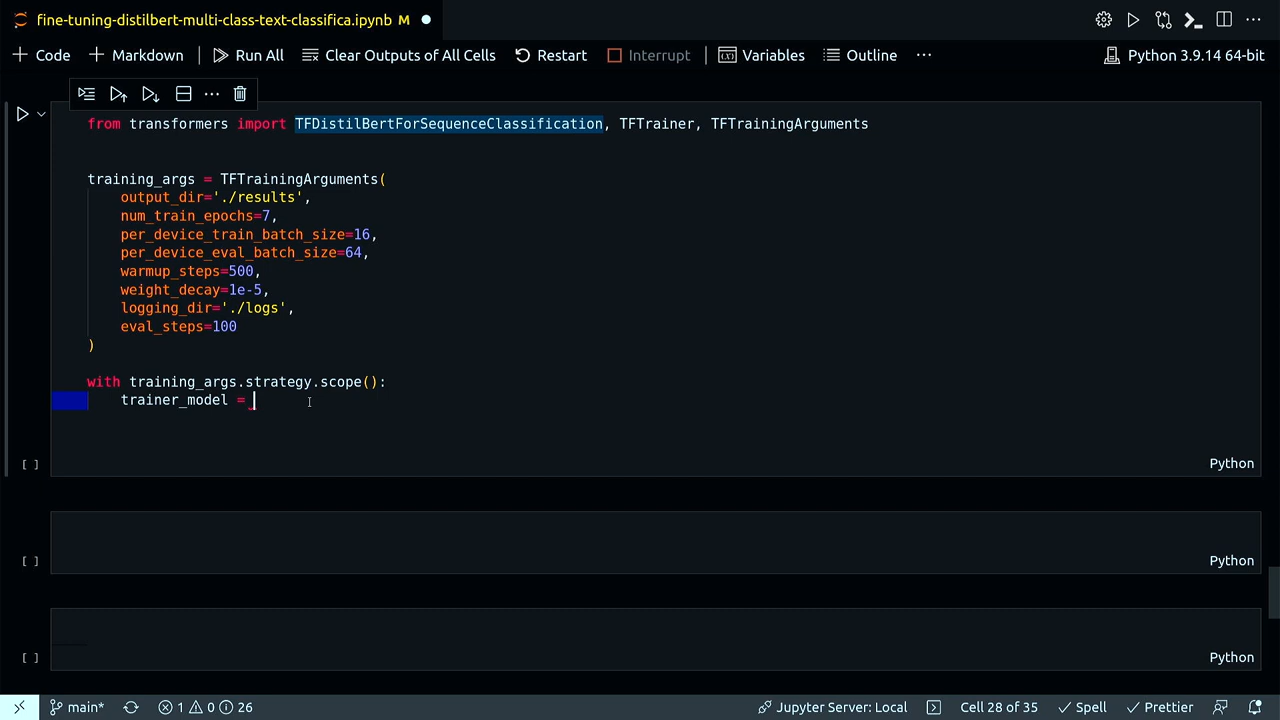 fine-tuning-distilbert-multi-class-text-classifica.ipynb M
Code Markdown Run All Clear Outputs of All Cells Restart Interrupt Variables Outline ··· Python 3.9.14 64-bit
from transformers import TFDistilBertForSequenceClassification, TFTrainer, TFTrainingArguments
training_args = TFTrainingArguments(
output_dir='./results',
num_train_epochs=7,
per_device_train_batch_size=16,
per_device_eval_batch_size=64,
warmup_steps=500,
weight_decay=1e-5,
logging_dir='./logs',
eval_steps=100
)
with training_args.strategy.scope():
trainer_model =
[ ] Python
[ ] Python
[ ] Python
main* 1 0 26 Jupyter Server: Local Cell 28 of 35 Spell Prettier